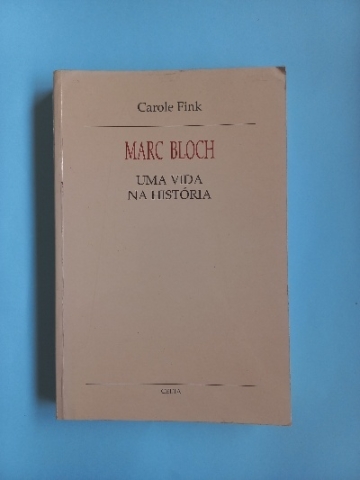 Carole Fink
MARC BLOCH
UMA VIDA
NA HISTÓRIA
CELTA